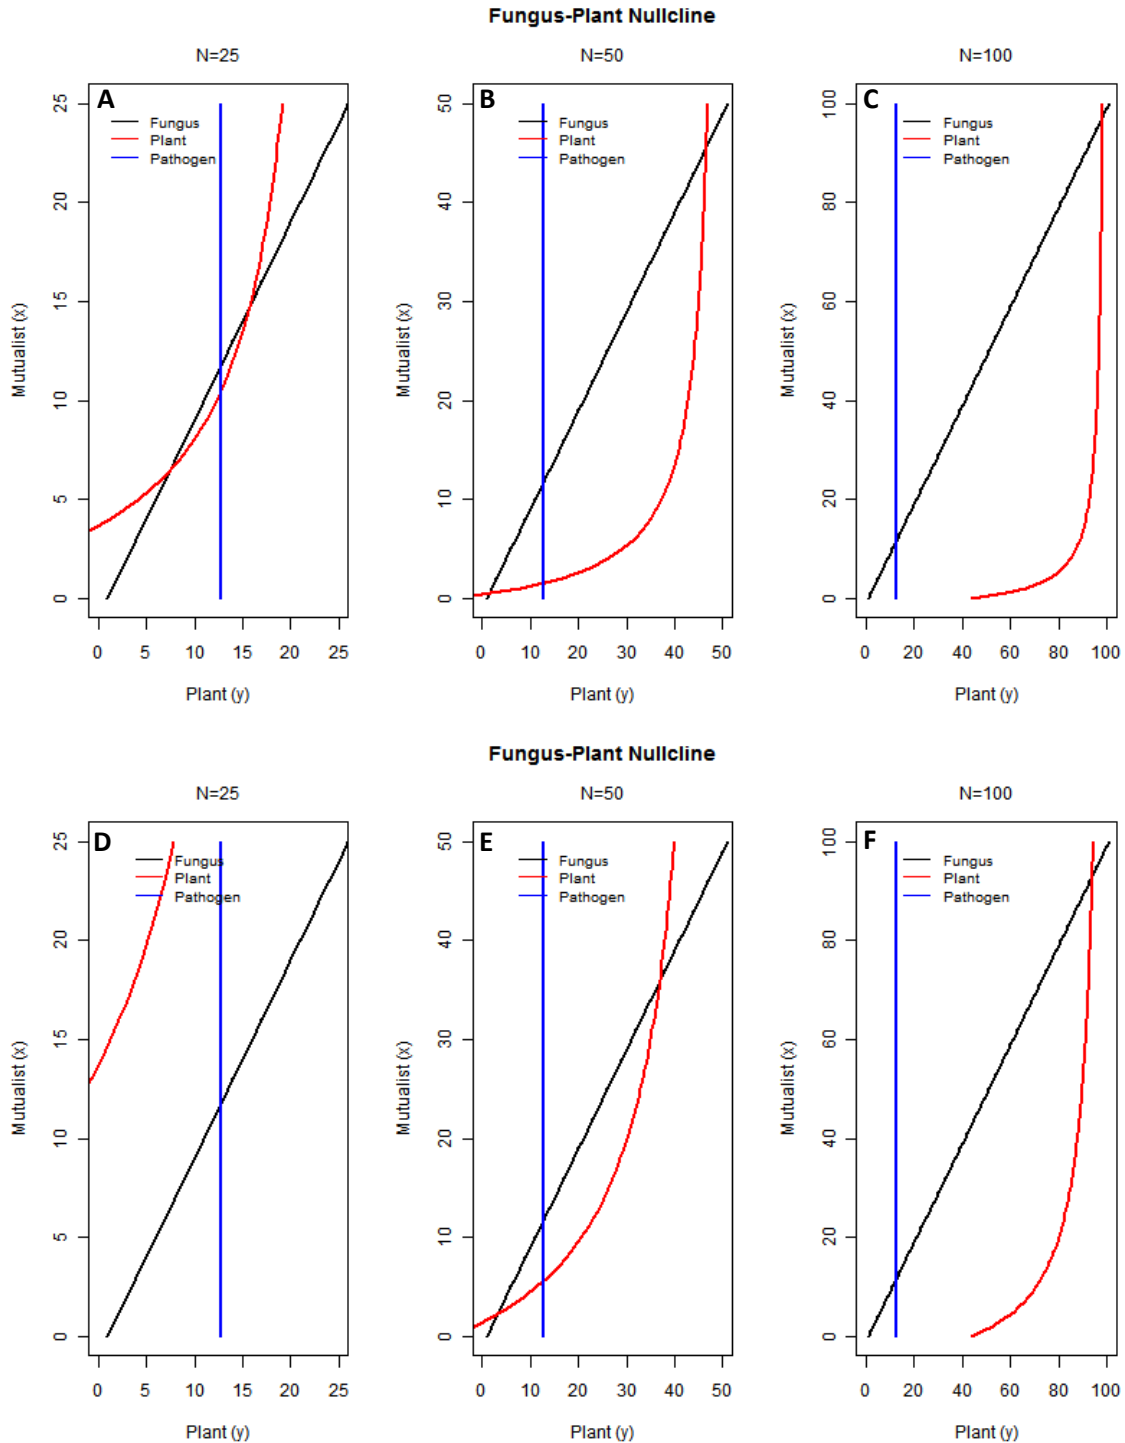 Fungus-Plant Nullcline
N=25
N=50
N=100
A
Fungus
Plant
Pathogen
25
20
15
10
5
0
Mutualist (x)
0 5 10 15 20 25
Plant (y)
B
Fungus
Plant
Pathogen
50
40
30
20
10
0
Mutualist (x)
0 10 20 30 40 50
Plant (y)
C
Fungus
Plant
Pathogen
100
80
60
40
20
0
Mutualist (x)
0 20 40 60 80 100
Plant (y)
Fungus-Plant Nullcline
N=25
N=50
N=100
D
Fungus
Plant
Pathogen
25
20
15
10
5
0
Mutualist (x)
0 5 10 15 20 25
Plant (y)
E
Fungus
Plant
Pathogen
50
40
30
20
10
0
Mutualist (x)
0 10 20 30 40 50
Plant (y)
F
Fungus
Plant
Pathogen
100
80
60
40
20
0
Mutualist (x)
0 20 40 60 80 100
Plant (y)